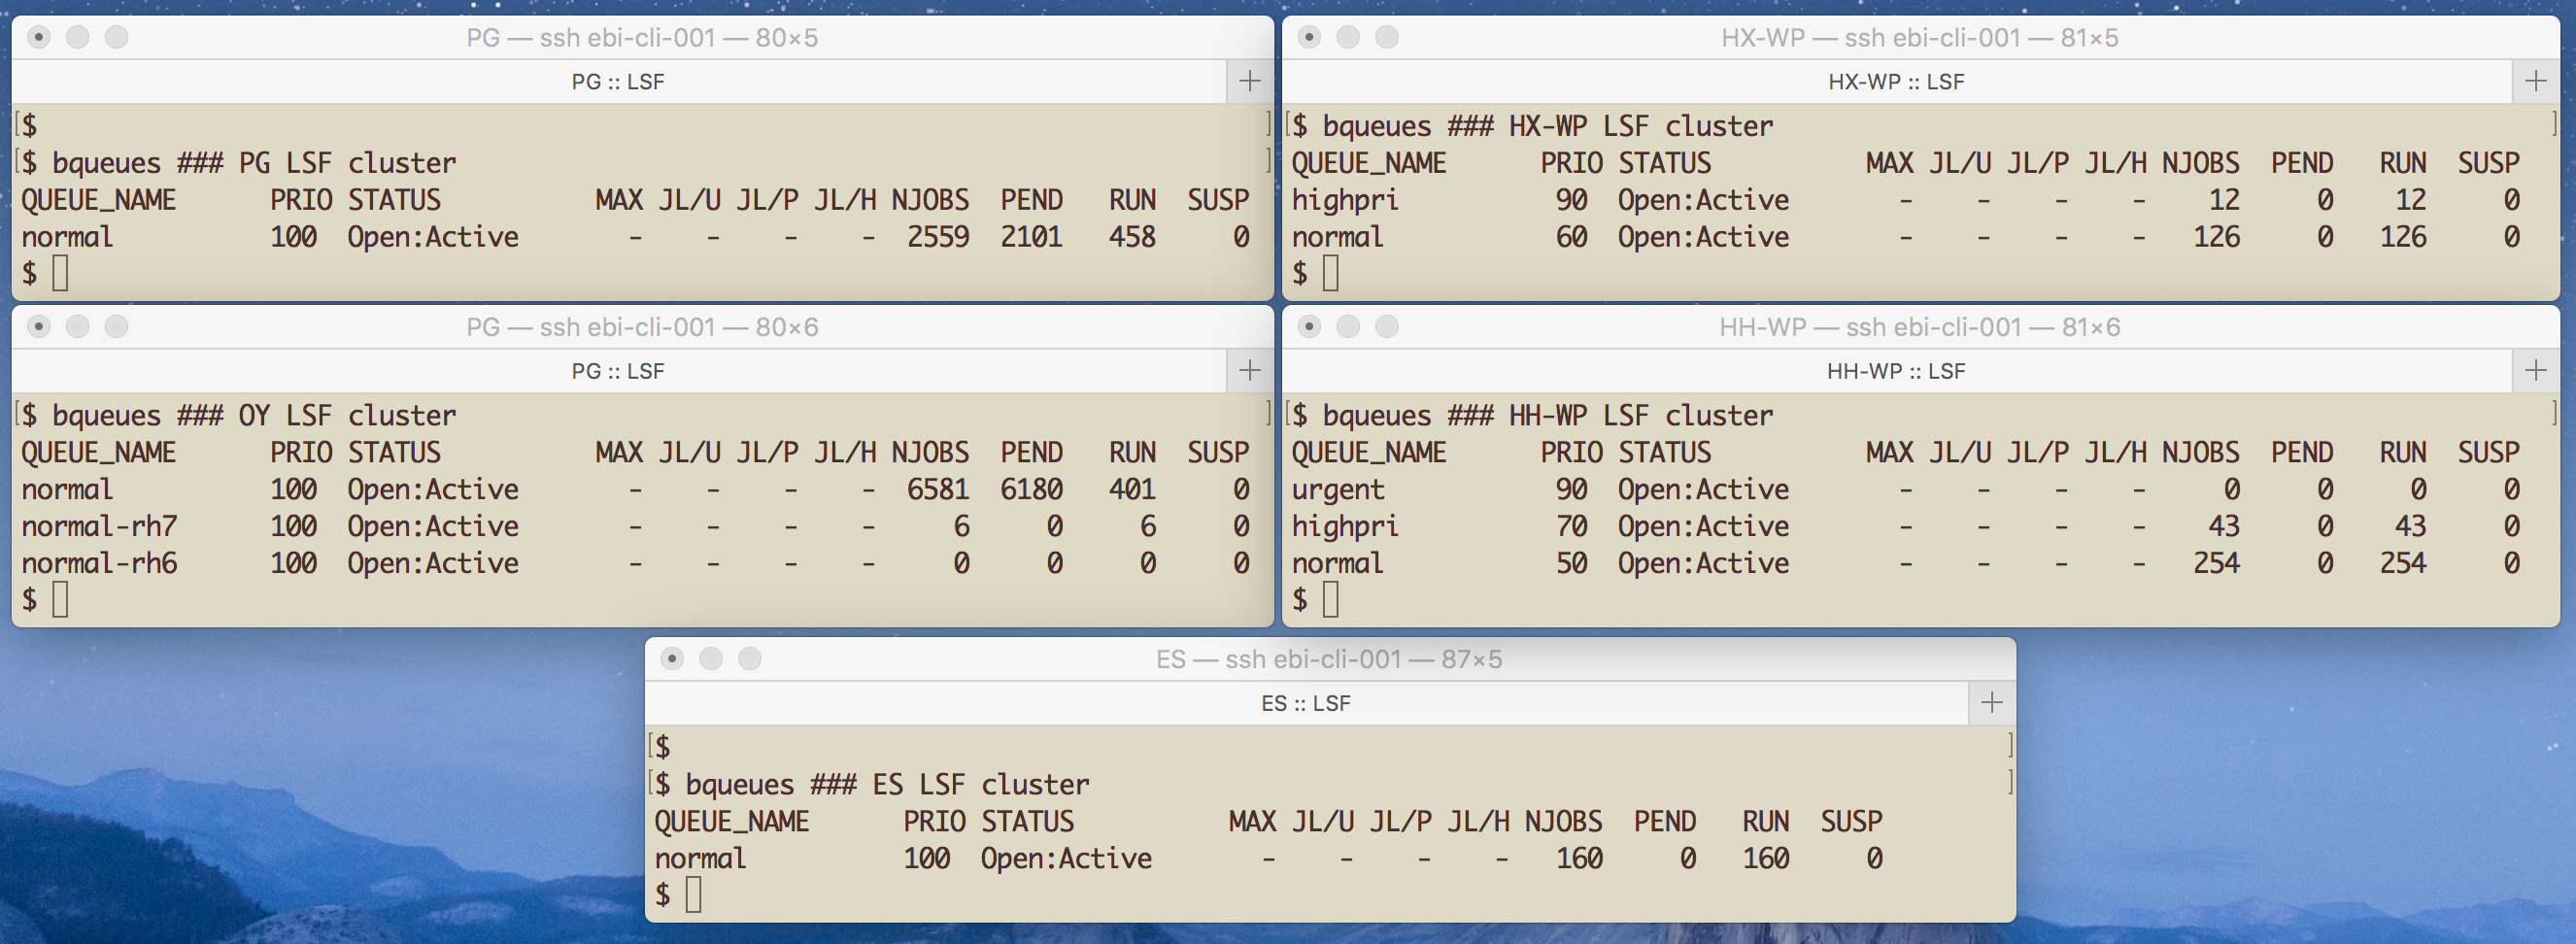 PG — ssh ebi-cli-001 — 80×5
PG :: LSF
[$ ]
[$ bqueues ### PG LSF cluster ]
QUEUE_NAME PRIO STATUS MAX JL/U JL/P JL/H NJOBS PEND RUN SUSP
normal 100 Open:Active - - - - 2559 2101 458 0
$
HX-WP — ssh ebi-cli-001 — 81×5
HX-WP :: LSF
[$ bqueues ### HX-WP LSF cluster ]
QUEUE_NAME PRIO STATUS MAX JL/U JL/P JL/H NJOBS PEND RUN SUSP
highpri 90 Open:Active - - - - 12 0 12 0
normal 60 Open:Active - - - - 126 0 126 0
$
PG — ssh ebi-cli-001 — 80×6
PG :: LSF
[$ bqueues ### OY LSF cluster ]
QUEUE_NAME PRIO STATUS MAX JL/U JL/P JL/H NJOBS PEND RUN SUSP
normal 100 Open:Active - - - - 6581 6180 401 0
normal-rh7 100 Open:Active - - - - 6 0 6 0
normal-rh6 100 Open:Active - - - - 0 0 0 0
$
HH-WP — ssh ebi-cli-001 — 81×6
HH-WP :: LSF
[$ bqueues ### HH-WP LSF cluster ]
QUEUE_NAME PRIO STATUS MAX JL/U JL/P JL/H NJOBS PEND RUN SUSP
urgent 90 Open:Active - - - - 0 0 0 0
highpri 70 Open:Active - - - - 43 0 43 0
normal 50 Open:Active - - - - 254 0 254 0
$
ES — ssh ebi-cli-001 — 87×5
ES :: LSF
[$ ]
[$ bqueues ### ES LSF cluster ]
QUEUE_NAME PRIO STATUS MAX JL/U JL/P JL/H NJOBS PEND RUN SUSP
normal 100 Open:Active - - - - 160 0 160 0
$